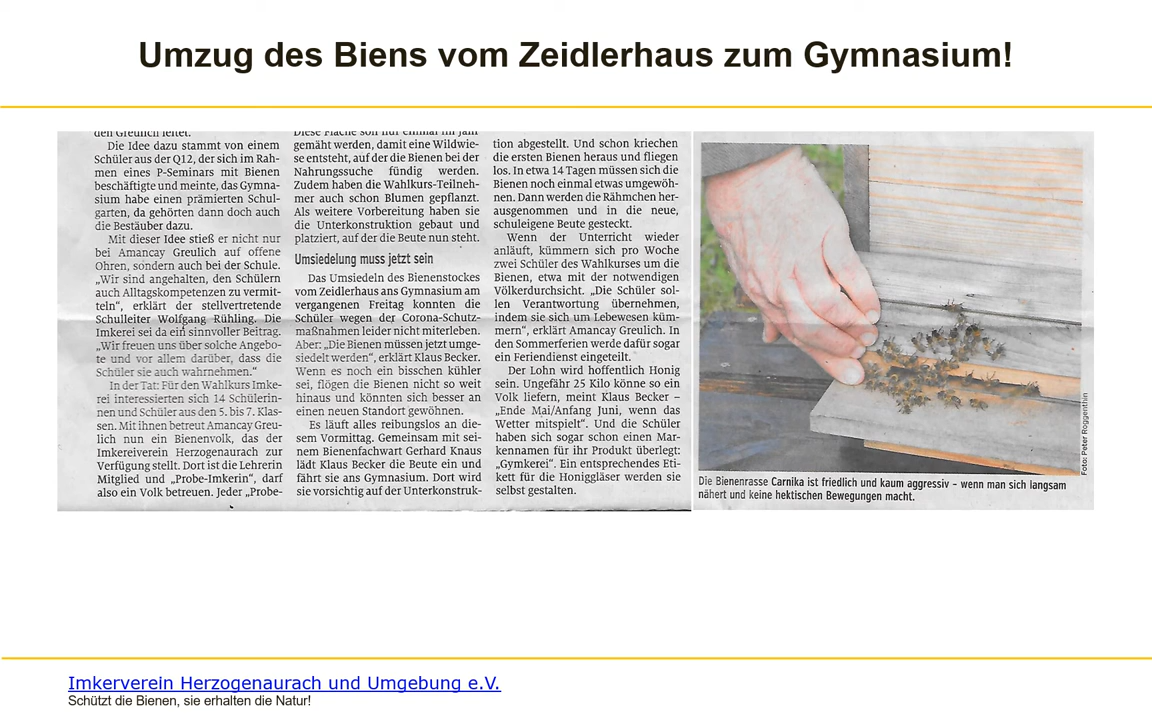 Umzug des Biens vom Zeidlerhaus zum Gymnasium!
den Greulich leitet.
Die Idee dazu stammt von einem
Schüler aus der Q12, der sich im Rah-
men eines P-Seminars mit Bienen
beschäftigte und meinte, das Gymna-
sium habe einen prämierten Schul-
garten, da gehörten dann doch auch
die Bestäuber dazu.
Mit dieser Idee stieß er nicht nur
bei Amancay Greulich auf offene
Ohren, sondern auch bei der Schule.
„Wir sind angehalten, den Schülern
auch Alltagskompetenzen zu vermit-
teln“, erklärt der stellvertretende
Schulleiter Wolfgang Rühling. Die
Imkerei sei da ein sinnvoller Beitrag.
„Wir freuen uns über solche Angebo-
te und vor allem darüber, dass die
Schüler sie auch wahrnehmen.“
In der Tat: Für den Wahlkurs Imke-
rei interessierten sich 14 Schülerin-
nen und Schüler aus den 5. bis 7. Klas-
sen. Mit ihnen betreut Amancay Greu-
lich nun ein Bienenvolk, das der
Imkereiverein Herzogenaurach zur
Verfügung stellt. Dort ist die Lehrerin
Mitglied und „Probe-Imkerin“, darf
also ein Volk betreuen. Jeder „Probe-
Diese Fläche soll nur einmal im Jahr
gemäht werden, damit eine Wildwie-
se entsteht, auf der die Bienen bei der
Nahrungssuche fündig werden.
Zudem haben die Wahlkurs-Teilneh-
mer auch schon Blumen gepflanzt.
Als weitere Vorbereitung haben sie
die Unterkonstruktion gebaut und
platziert, auf der die Beute nun steht.
Umsiedelung muss jetzt sein
Das Umsiedeln des Bienenstockes
vom Zeidlerhaus ans Gymnasium am
vergangenen Freitag konnten die
Schüler wegen der Corona-Schutz-
maßnahmen leider nicht miterleben.
Aber: „Die Bienen müssen jetzt umge-
siedelt werden“, erklärt Klaus Becker.
Wenn es noch ein bisschen kühler
sei, flögen die Bienen nicht so weit
hinaus und könnten sich besser an
einen neuen Standort gewöhnen.
Es läuft alles reibungslos an die-
sem Vormittag. Gemeinsam mit sei-
nem Bienenfachwart Gerhard Knaus
lädt Klaus Becker die Beute ein und
fährt sie ans Gymnasium. Dort wird
sie vorsichtig auf der Unterkonstruk-
tion abgestellt. Und schon kriechen
die ersten Bienen heraus und fliegen
los. In etwa 14 Tagen müssen sich die
Bienen noch einmal etwas umgewöh-
nen. Dann werden die Rähmchen her-
ausgenommen und in die neue,
schuleigene Beute gesteckt.
Wenn der Unterricht wieder
anläuft, kümmern sich pro Woche
zwei Schüler des Wahlkurses um die
Bienen, etwa mit der notwendigen
Völkerdurchsicht. „Die Schüler sol-
len Verantwortung übernehmen,
indem sie sich um Lebewesen küm-
mern“, erklärt Amancay Greulich. In
den Sommerferien werde dafür sogar
ein Feriendienst eingeteilt.
Der Lohn wird hoffentlich Honig
sein. Ungefähr 25 Kilo könne so ein
Volk liefern, meint Klaus Becker –
„Ende Mai/Anfang Juni, wenn das
Wetter mitspielt“. Und die Schüler
haben sich sogar schon einen Mar-
kennamen für ihr Produkt überlegt:
„Gymkerei“. Ein entsprechendes Eti-
kett für die Honiggläser werden sie
selbst gestalten.
Foto: Peter Roggenthin
Die Bienenrasse Carnika ist friedlich und kaum aggressiv – wenn man sich langsam
nähert und keine hektischen Bewegungen macht.
Imkerverein Herzogenaurach und Umgebung e.V.
Schützt die Bienen, sie erhalten die Natur!